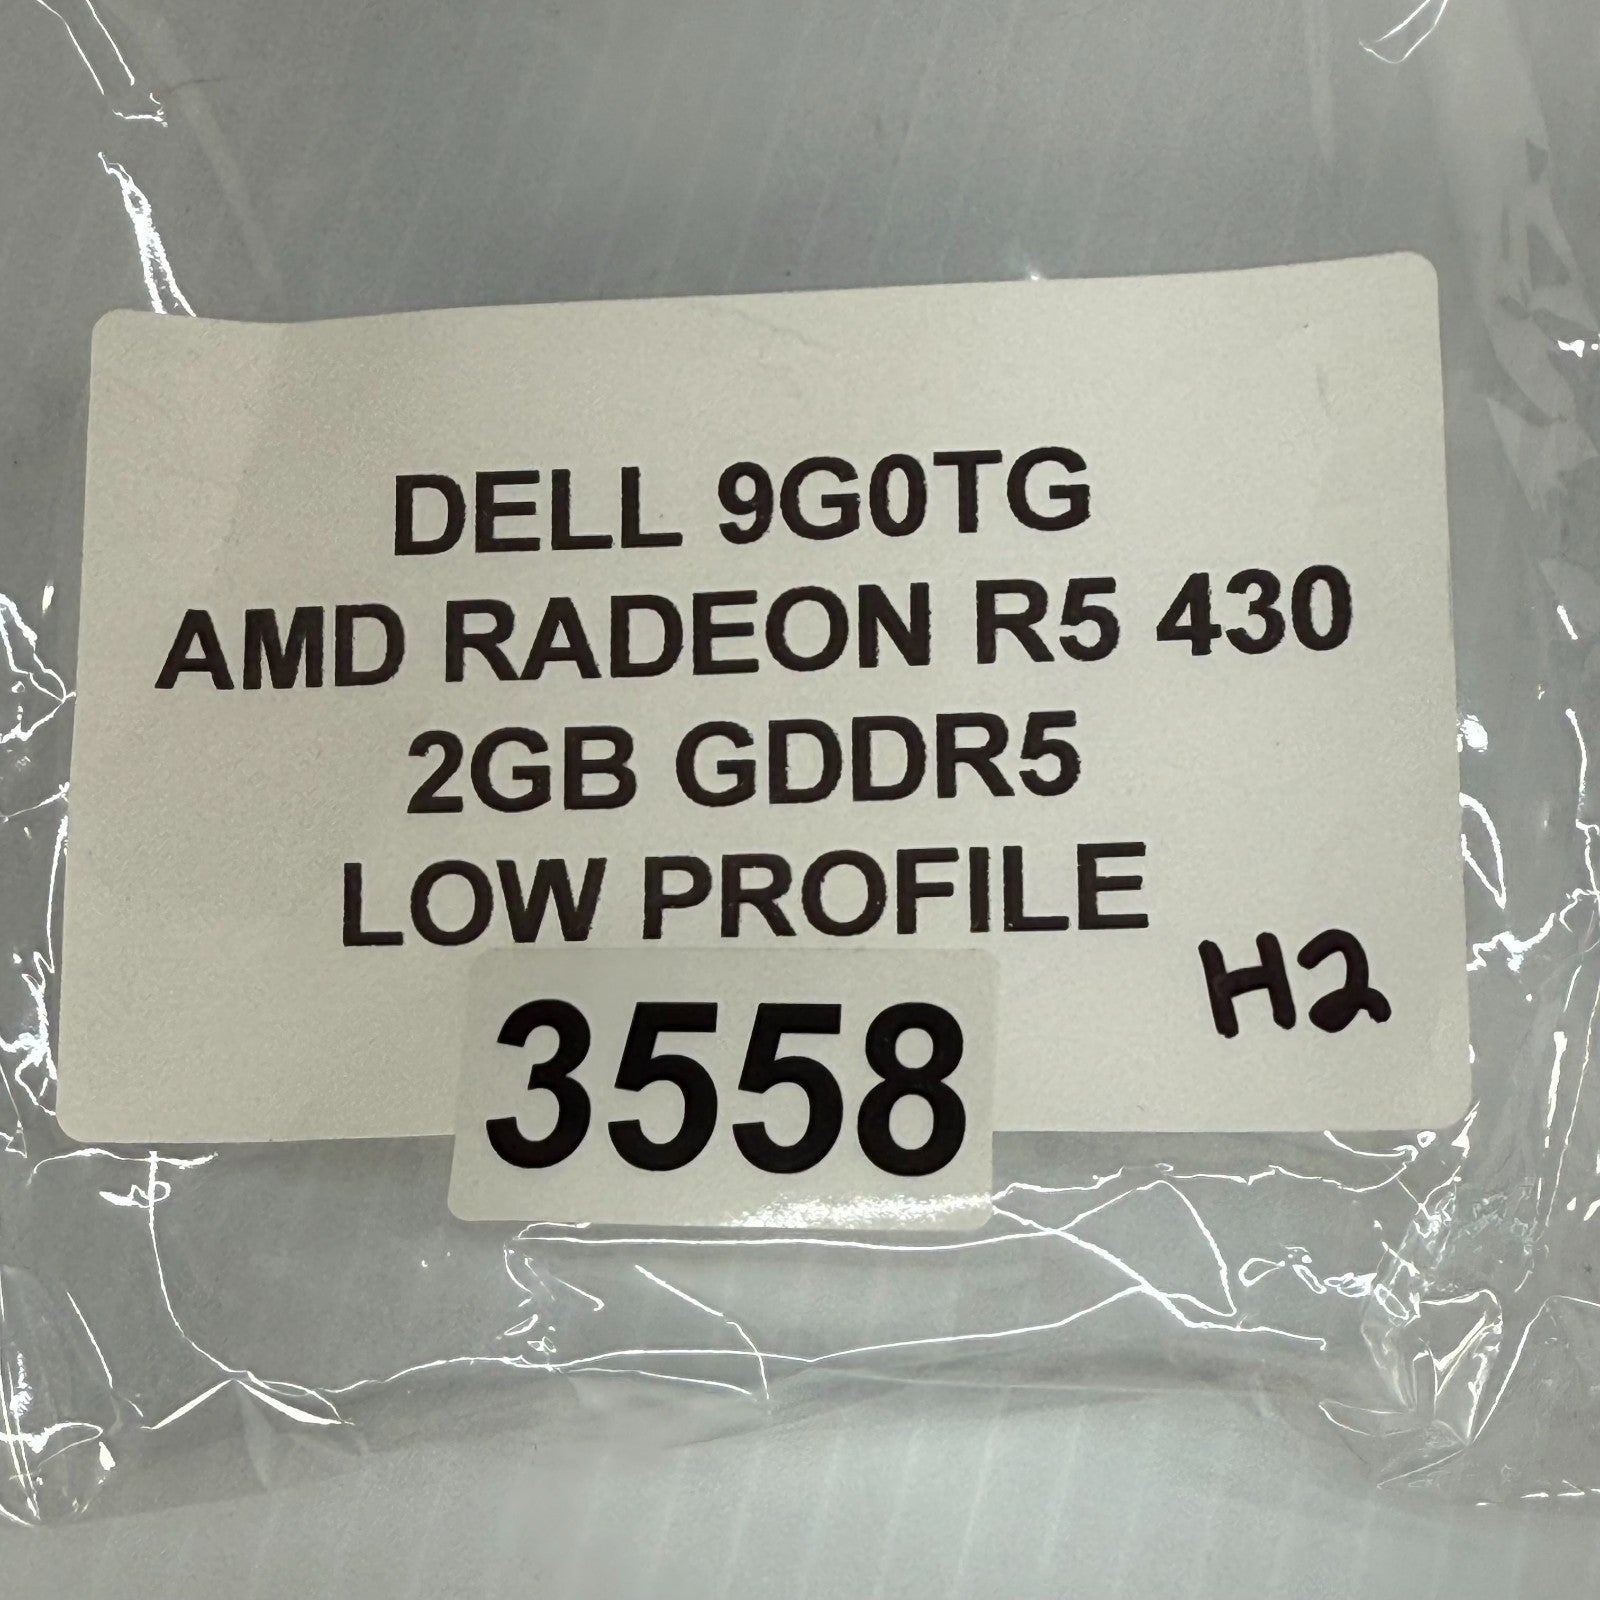 DELL 9G0TG
AMD RADEON R5 430
2GB GDDR5
LOW PROFILE
H2
3558